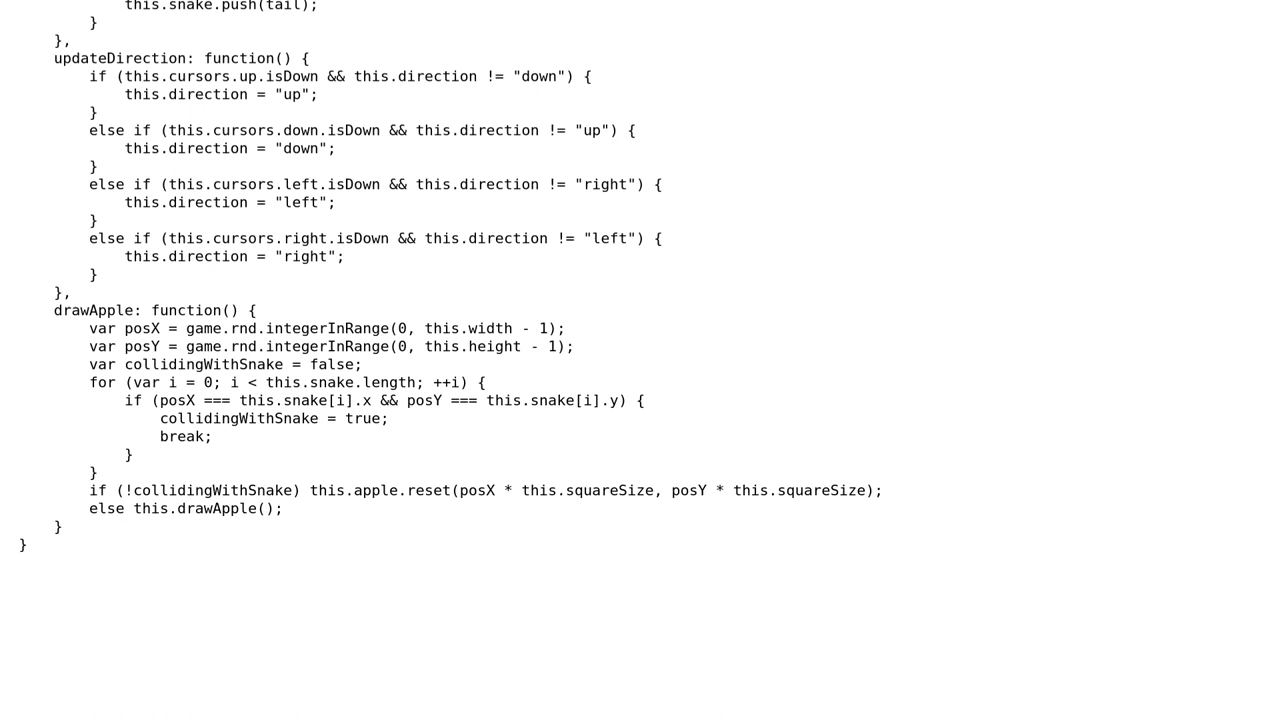 this.snake.push(tail);
        }
    },
    updateDirection: function() {
        if (this.cursors.up.isDown && this.direction != "down") {
            this.direction = "up";
        }
        else if (this.cursors.down.isDown && this.direction != "up") {
            this.direction = "down";
        }
        else if (this.cursors.left.isDown && this.direction != "right") {
            this.direction = "left";
        }
        else if (this.cursors.right.isDown && this.direction != "left") {
            this.direction = "right";
        }
    },
    drawApple: function() {
        var posX = game.rnd.integerInRange(0, this.width - 1);
        var posY = game.rnd.integerInRange(0, this.height - 1);
        var collidingWithSnake = false;
        for (var i = 0; i < this.snake.length; ++i) {
            if (posX === this.snake[i].x && posY === this.snake[i].y) {
                collidingWithSnake = true;
                break;
            }
        }
        if (!collidingWithSnake) this.apple.reset(posX * this.squareSize, posY * this.squareSize);
        else this.drawApple();
    }
}